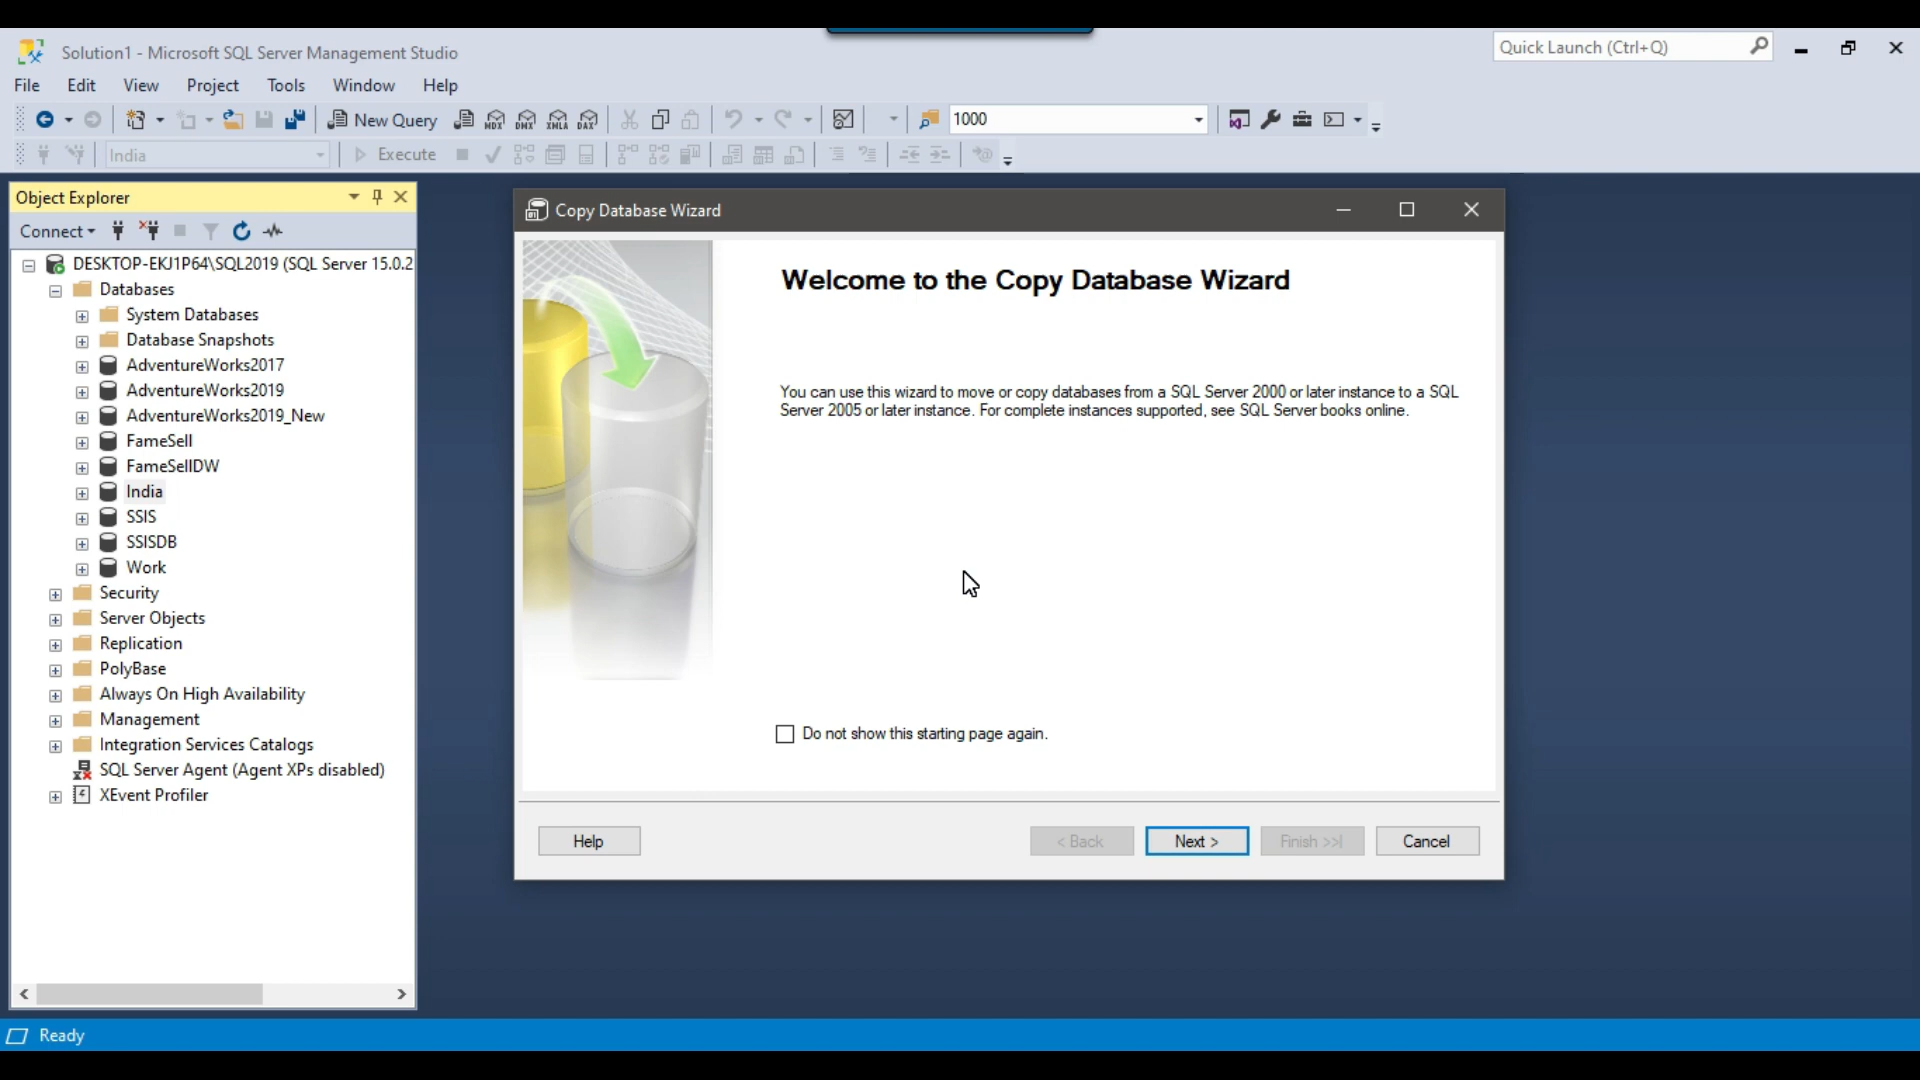 Solution1 - Microsoft SQL Server Management Studio
Quick Launch (Ctrl+Q)
File Edit View Project Tools Window Help
New Query MDX DMX XMLA DAX 1000
India Execute
Object Explorer
Connect
DESKTOP-EKJ1P64\SQL2019 (SQL Server 15.0.2
Databases
System Databases
Database Snapshots
AdventureWorks2017
AdventureWorks2019
AdventureWorks2019_New
FameSell
FameSellDW
India
SSIS
SSISDB
Work
Security
Server Objects
Replication
PolyBase
Always On High Availability
Management
Integration Services Catalogs
SQL Server Agent (Agent XPs disabled)
XEvent Profiler
Copy Database Wizard
Welcome to the Copy Database Wizard
You can use this wizard to move or copy databases from a SQL Server 2000 or later instance to a SQL
Server 2005 or later instance. For complete instances supported, see SQL Server books online.
Do not show this starting page again.
Help < Back Next > Finish >>| Cancel
Ready